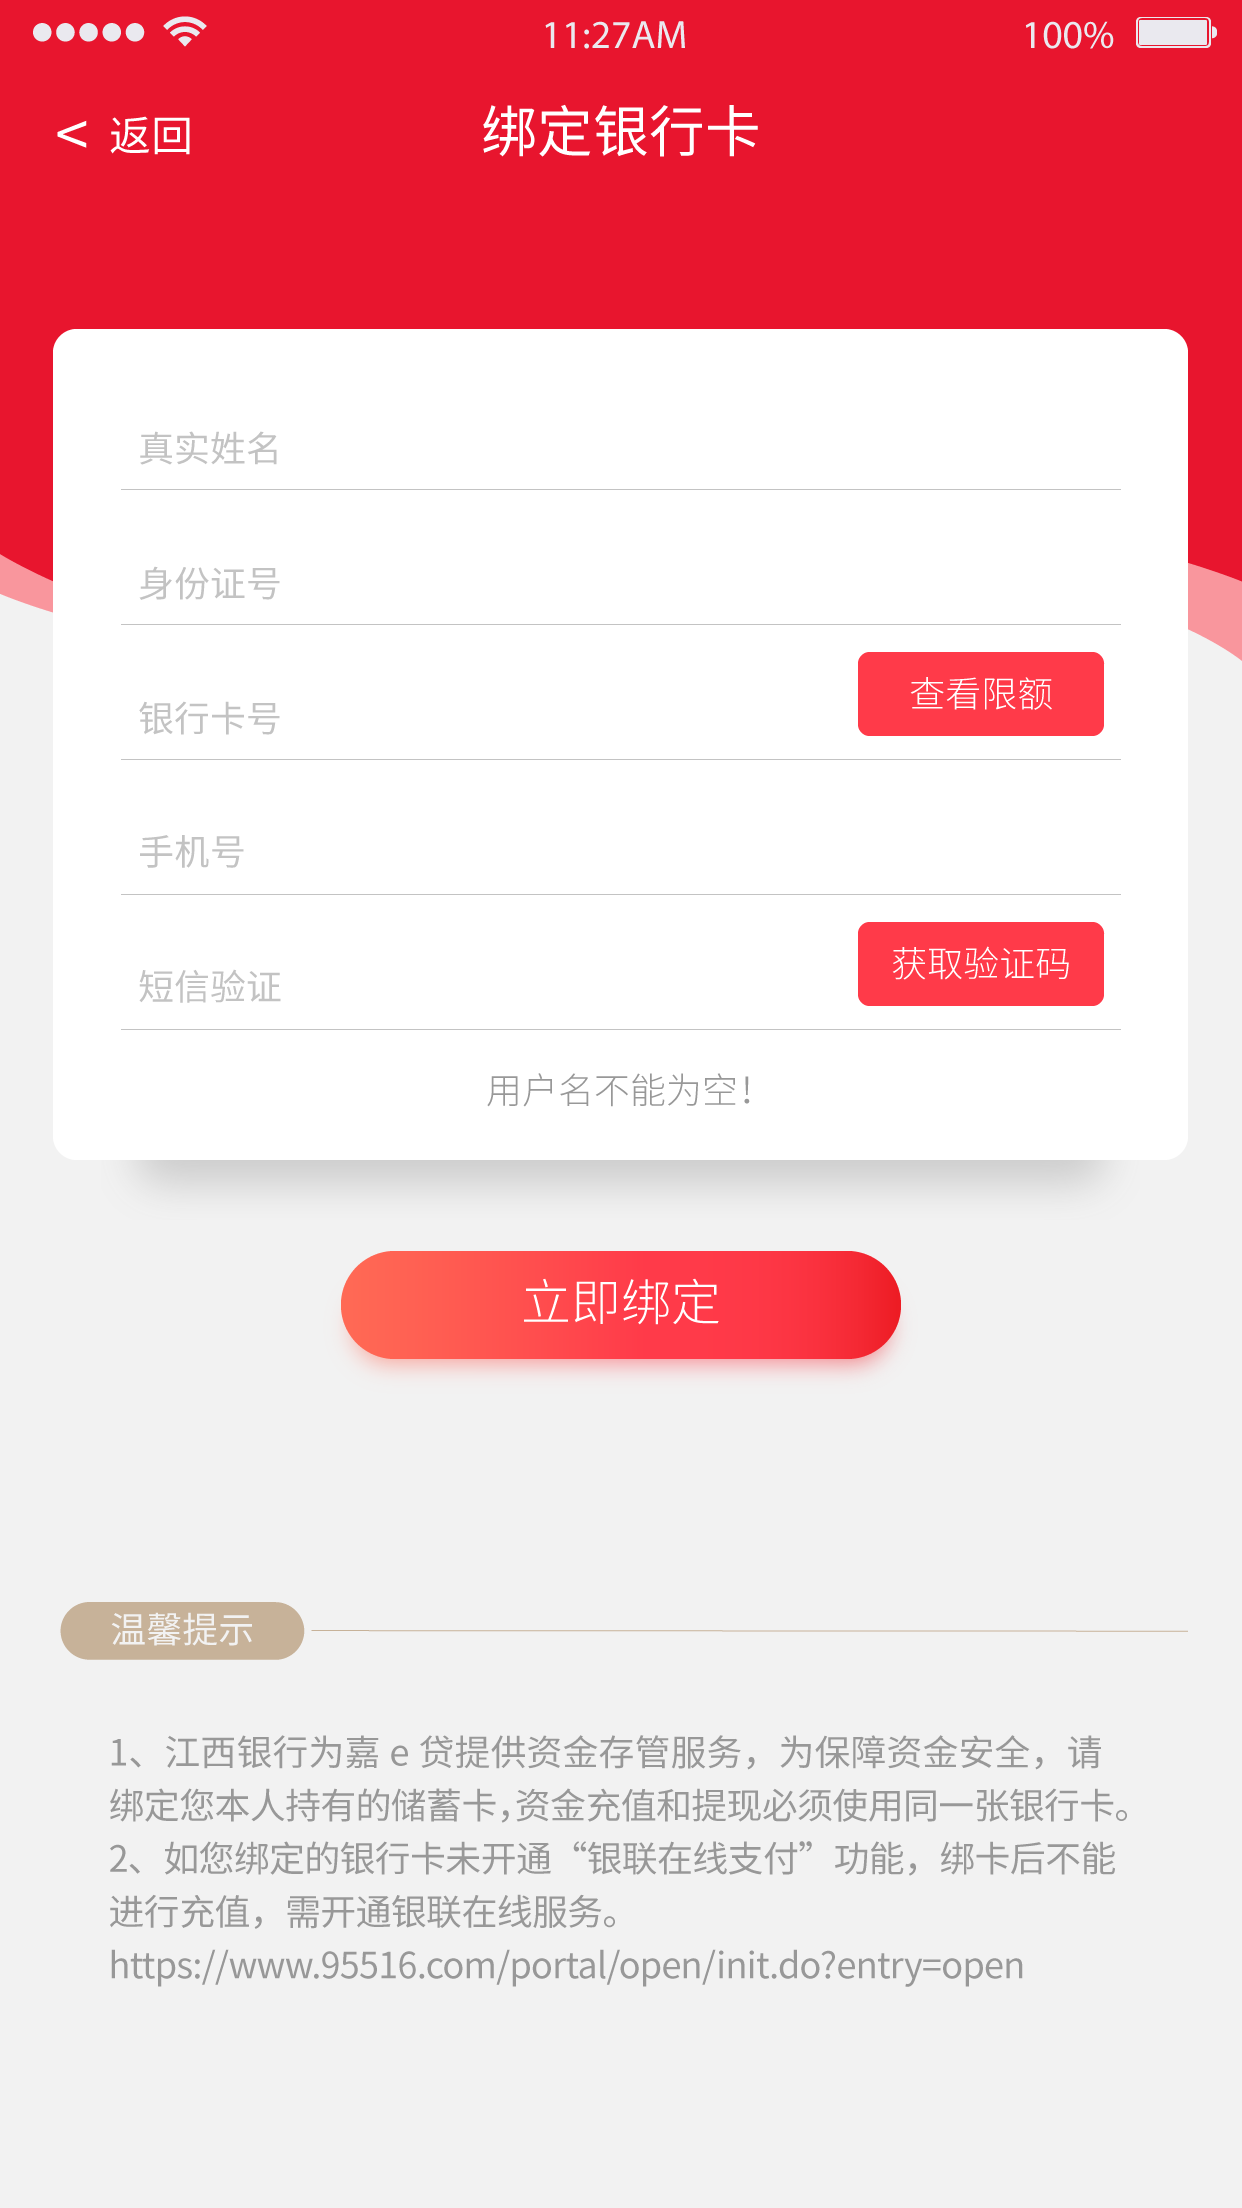 11:27AM
100%
< 返回
绑定银行卡
真实姓名
身份证号
银行卡号
查看限额
手机号
短信验证
获取验证码
用户名不能为空！
立即绑定
温馨提示
1、江西银行为嘉 e 贷提供资金存管服务，为保障资金安全，请
绑定您本人持有的储蓄卡,资金充值和提现必须使用同一张银行卡。
2、如您绑定的银行卡未开通“银联在线支付”功能，绑卡后不能
进行充值，需开通银联在线服务。
https://www.95516.com/portal/open/init.do?entry=open